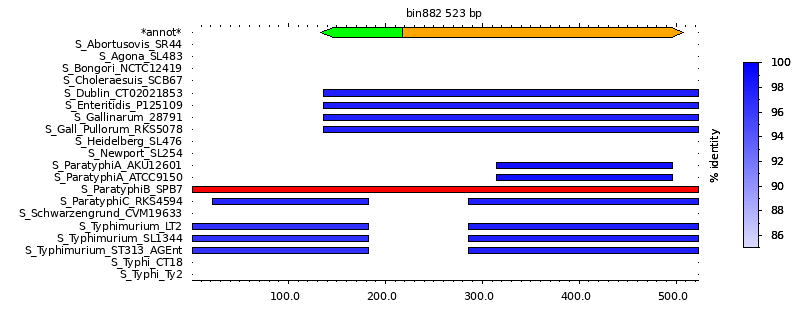 bin882 523 bp
*annot*
S_Abortusovis_SR44
S_Agona_SL483
S_Bongori_NCTC12419
S_Choleraesuis_SCB67
S_Dublin_CT02021853
S_Enteritidis_P125109
S_Gallinarum_28791
S_Gall_Pullorum_RKS5078
S_Heidelberg_SL476
S_Newport_SL254
S_ParatyphiA_AKU12601
S_ParatyphiA_ATCC9150
S_ParatyphiB_SPB7
S_ParatyphiC_RKS4594
S_Schwarzengrund_CVM19633
S_Typhimurium_LT2
S_Typhimurium_SL1344
S_Typhimurium_ST313_AGEnt
S_Typhi_CT18
S_Typhi_Ty2
100.0 200.0 300.0 400.0 500.0
% identity
100
98
96
94
92
90
88
86